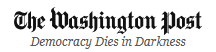 The Washington Post
Democracy Dies in Darkness